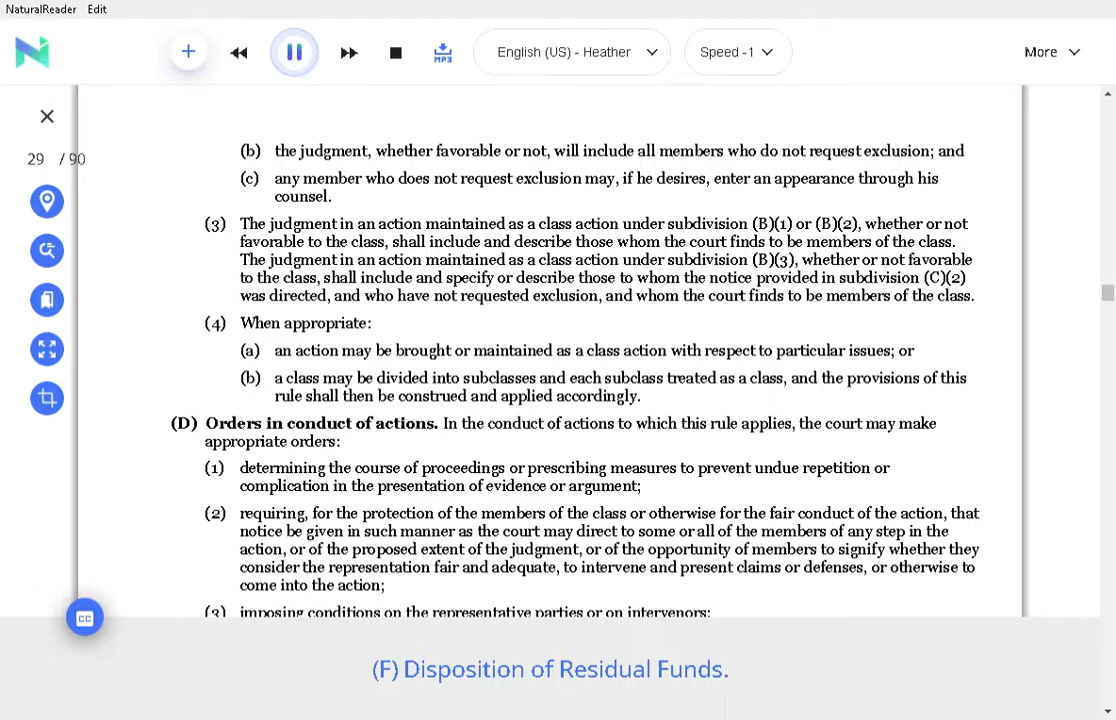 NaturalReader Edit
MP3
English (US) - Heather
Speed -1
More
29 / 90
(b) the judgment, whether favorable or not, will include all members who do not request exclusion; and
(c) any member who does not request exclusion may, if he desires, enter an appearance through his
counsel.
(3) The judgment in an action maintained as a class action under subdivision (B)(1) or (B)(2), whether or not
favorable to the class, shall include and describe those whom the court finds to be members of the class.
The judgment in an action maintained as a class action under subdivision (B)(3), whether or not favorable
to the class, shall include and specify or describe those to whom the notice provided in subdivision (C)(2)
was directed, and who have not requested exclusion, and whom the court finds to be members of the class.
(4) When appropriate:
(a) an action may be brought or maintained as a class action with respect to particular issues; or
(b) a class may be divided into subclasses and each subclass treated as a class, and the provisions of this
rule shall then be construed and applied accordingly.
(D) Orders in conduct of actions. In the conduct of actions to which this rule applies, the court may make
appropriate orders:
(1) determining the course of proceedings or prescribing measures to prevent undue repetition or
complication in the presentation of evidence or argument;
(2) requiring, for the protection of the members of the class or otherwise for the fair conduct of the action, that
notice be given in such manner as the court may direct to some or all of the members of any step in the
action, or of the proposed extent of the judgment, or of the opportunity of members to signify whether they
consider the representation fair and adequate, to intervene and present claims or defenses, or otherwise to
come into the action;
(3) imposing conditions on the representative parties or on intervenors;
CC
(F) Disposition of Residual Funds.